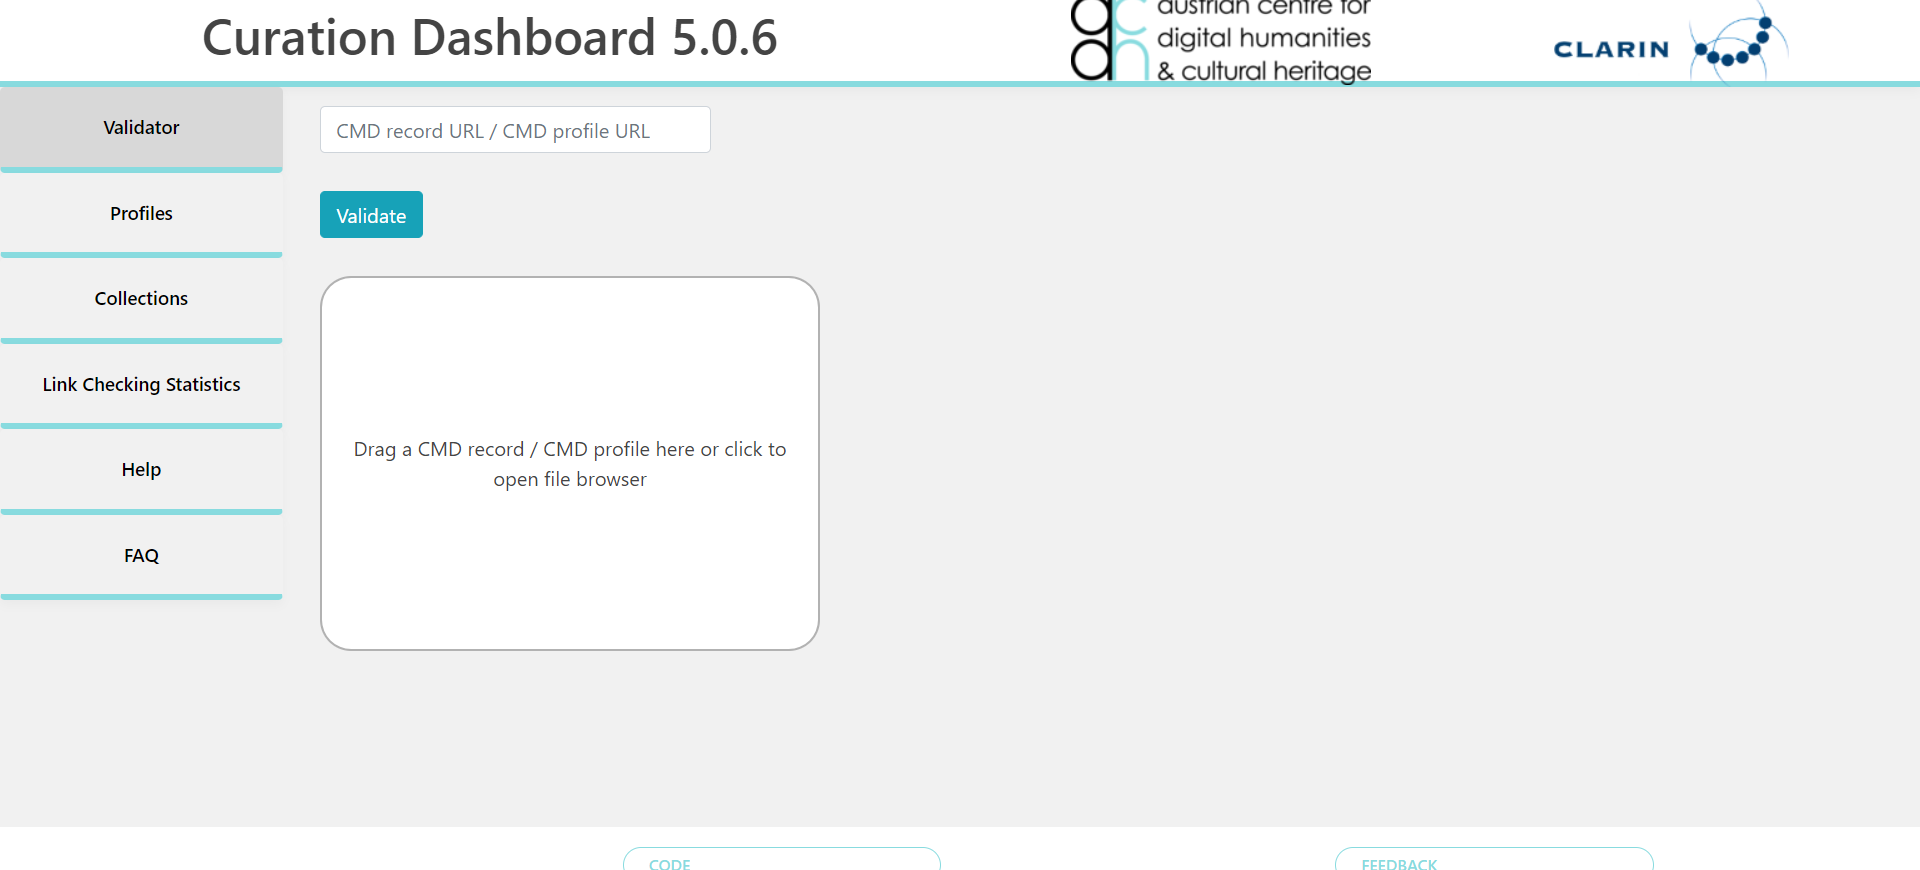 Curation Dashboard 5.0.6
austrian centre for
digital humanities
& cultural heritage
CLARIN
Validator
Profiles
Collections
Link Checking Statistics
Help
FAQ
CMD record URL / CMD profile URL
Validate
Drag a CMD record / CMD profile here or click to
open file browser
CODE
FEEDBACK